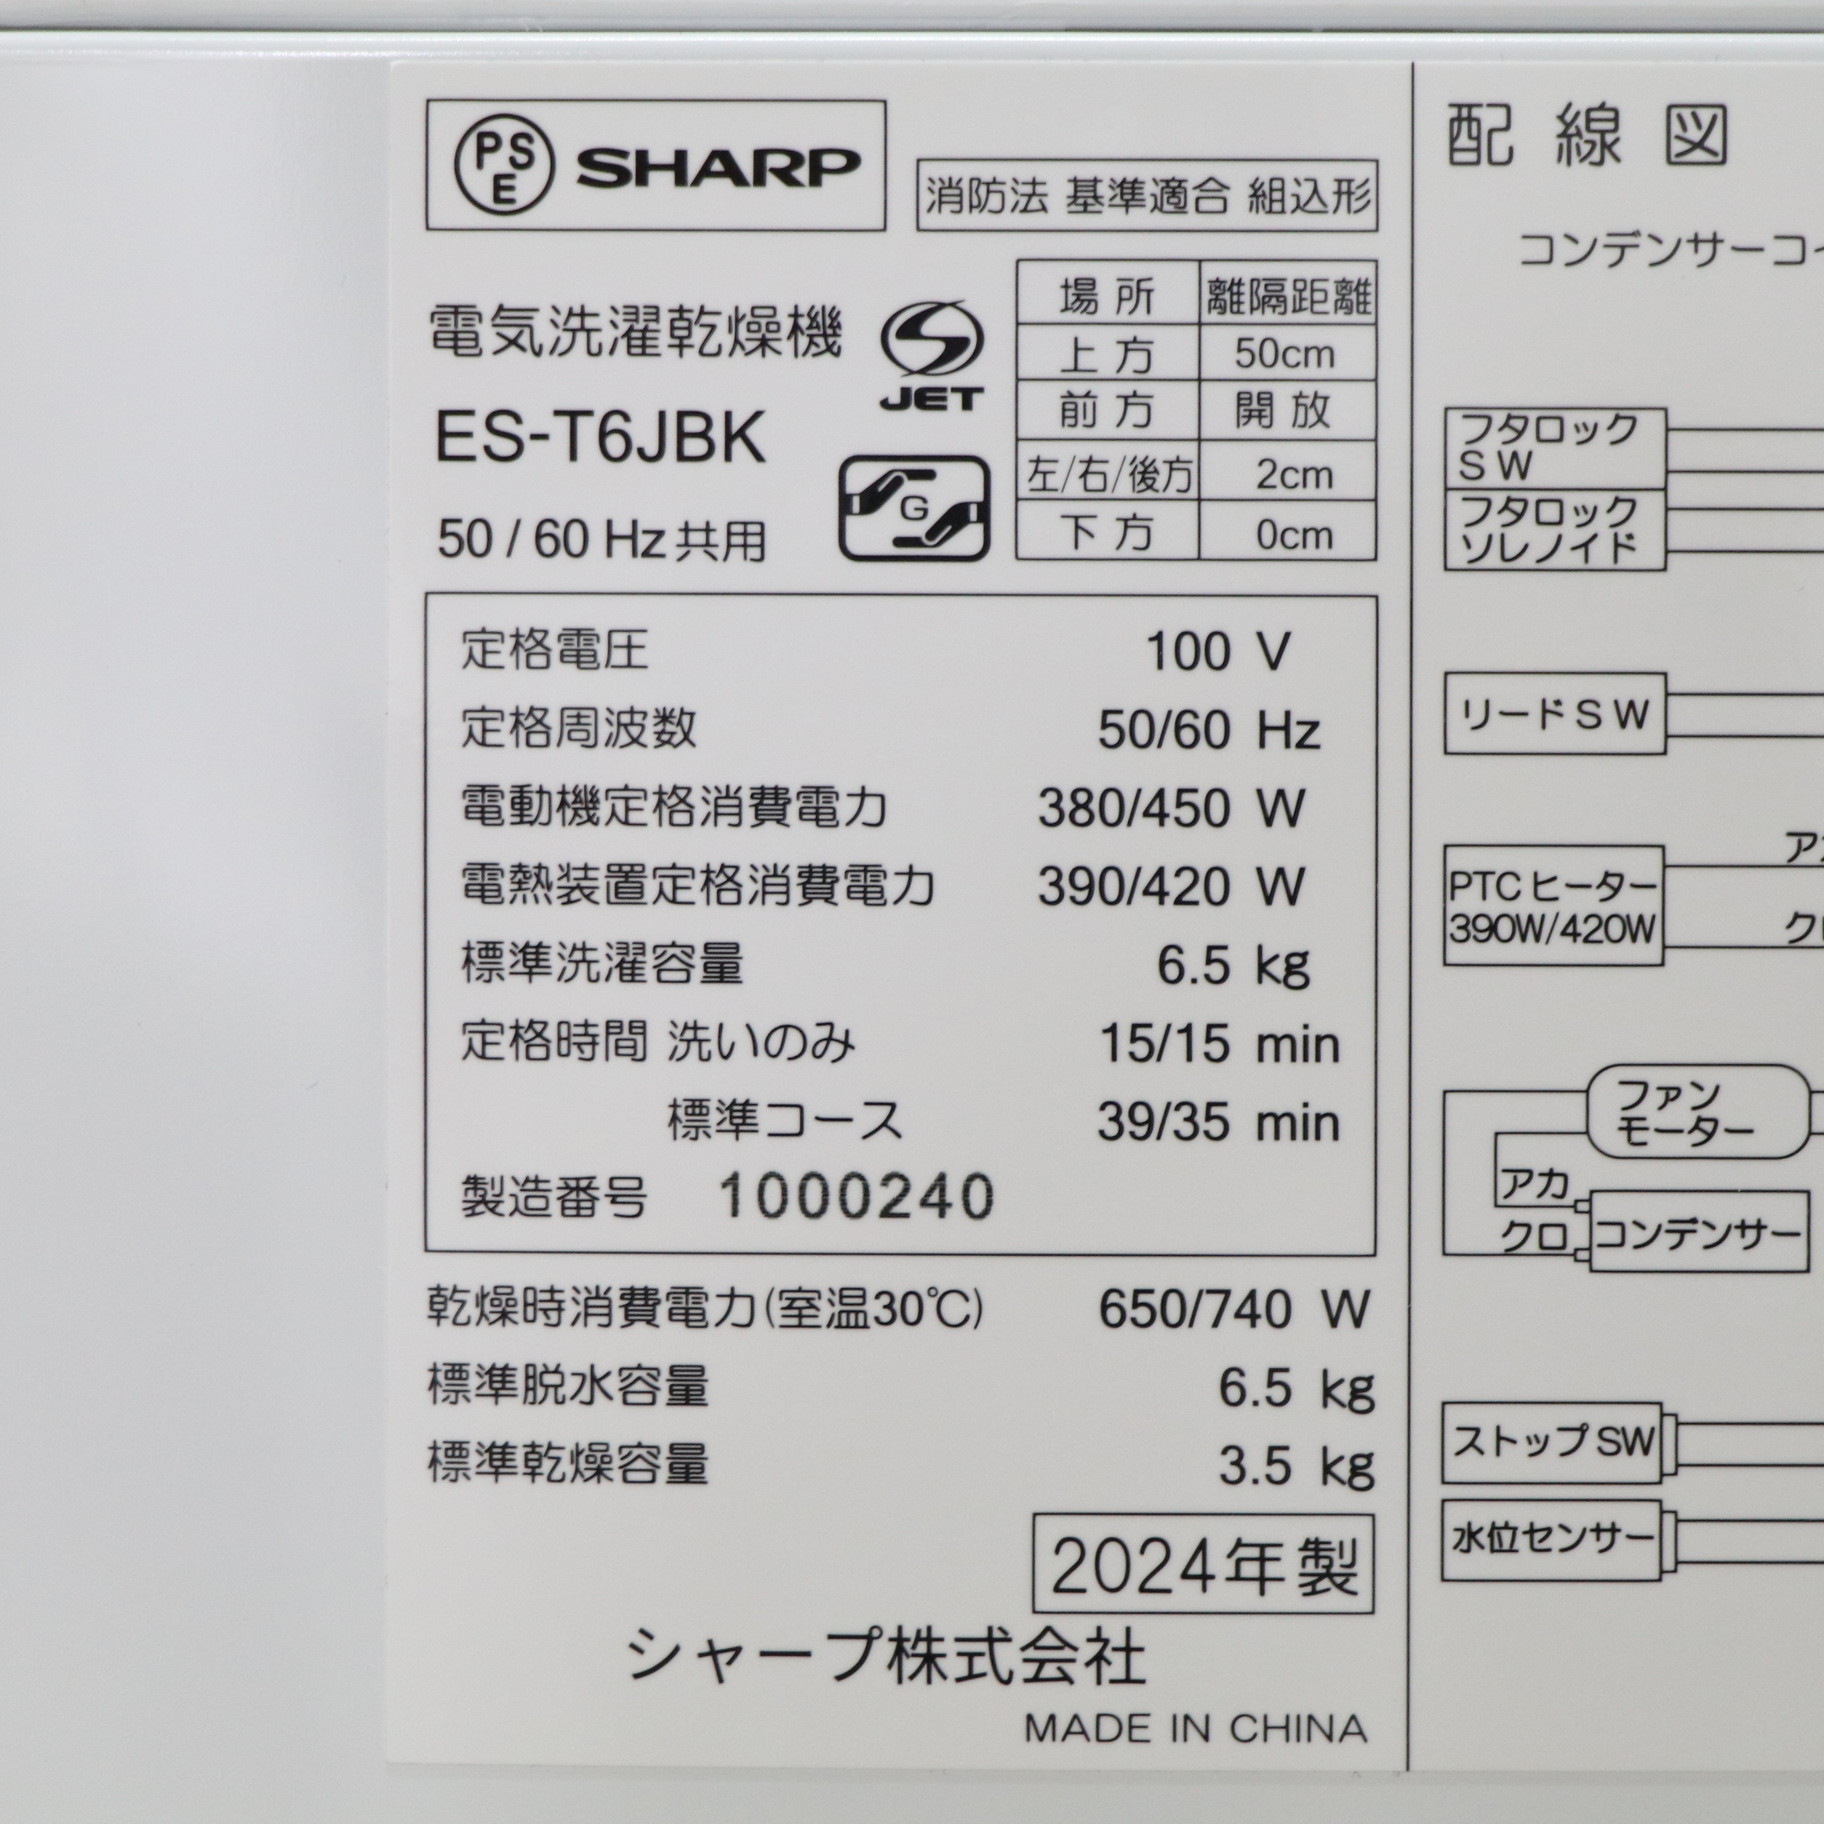 PSE SHARP
消防法 基準適合 組込形
電気洗濯乾燥機
JET
ES-T6JBK
G
50 / 60 Hz 共用
場所 離隔距離
上方 50cm
前方 開放
左/右/後方 2cm
下方 0cm
定格電圧 100 V
定格周波数 50/60 Hz
電動機定格消費電力 380/450 W
電熱装置定格消費電力 390/420 W
標準洗濯容量 6.5 kg
定格時間 洗いのみ 15/15 min
標準コース 39/35 min
製造番号 1000240
乾燥時消費電力(室温30℃) 650/740 W
標準脱水容量 6.5 kg
標準乾燥容量 3.5 kg
2024年製
シャープ株式会社
MADE IN CHINA
配線図
コンデンサーコ
フタロック
SW
フタロック
ソレノイド
リードSW
PTCヒーター
390W/420W
ア
ク
ファン
モーター
アカ
クロ
コンデンサー
ストップSW
水位センサー